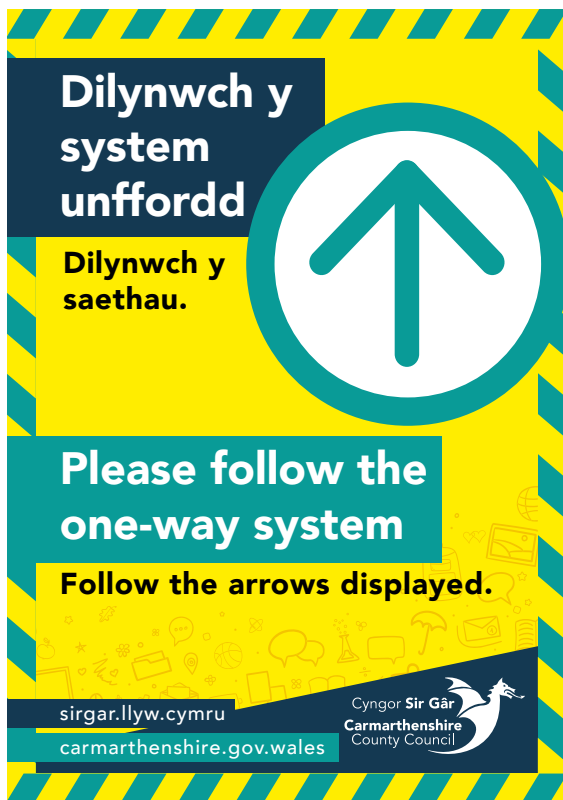 Dilynwch y
system
unffordd
Dilynwch y
saethau.
Please follow the
one-way system
Follow the arrows displayed.
sirgar.llyw.cymru
carmarthenshire.gov.wales
Cyngor Sir Gâr
Carmarthenshire
County Council